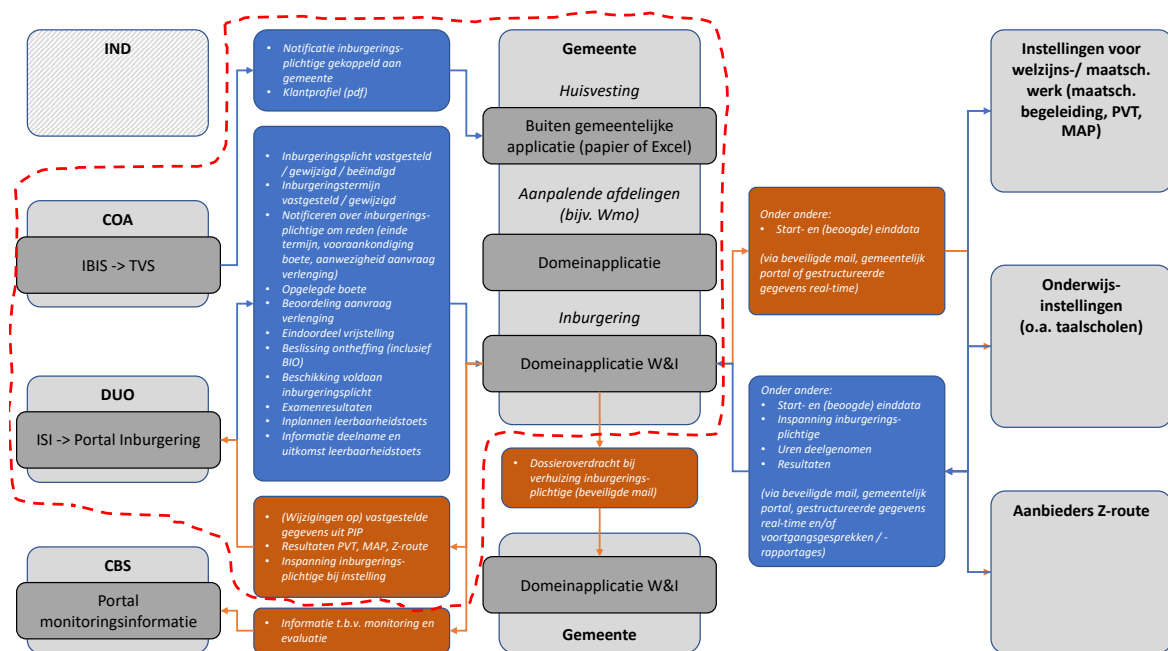 IND
COA
IBIS -> TVS
DUO
ISI -> Portal Inburgering
CBS
Portal
monitoringsinformatie
• Notificatie inburgerings-
plichtige gekoppeld aan
gemeente
• Klantprofiel (pdf)
• Inburgeringsplicht vastgesteld
/ gewijzigd / beëindigd
• Inburgeringstermijn
vastgesteld / gewijzigd
• Notificeren over inburgerings-
plichtige om reden (einde
termijn, vooraankondiging
boete, aanwezigheid aanvraag
verlenging)
• Opgelegde boete
• Beoordeling aanvraag
verlenging
• Eindoordeel vrijstelling
• Beslissing ontheffing (inclusief
BIO)
• Beschikking voldaan
inburgeringsplicht
• Examenresultaten
• Inplannen leerbaarheidstoets
• Informatie deelname en
uitkomst leerbaarheidstoets
• (Wijzigingen op) vastgestelde
gegevens uit PIP
• Resultaten PVT, MAP, Z-route
• Inspanning inburgerings-
plichtige bij instelling
• Informatie t.b.v. monitoring en
evaluatie
Gemeente
Huisvesting
Buiten gemeentelijke
applicatie (papier of Excel)
Aanpalende afdelingen
(bijv. Wmo)
Domeinapplicatie
Inburgering
Domeinapplicatie W&I
• Dossieroverdracht bij
verhuizing inburgerings-
plichtige (beveiligde mail)
Domeinapplicatie W&I
Gemeente
Onder andere:
• Start- en (beoogde) einddata
(via beveiligde mail, gemeentelijk
portal of gestructureerde
gegevens real-time)
Onder andere:
• Start- en (beoogde) einddata
• Inspanning inburgerings-
plichtige
• Uren deelgenomen
• Resultaten
(via beveiligde mail, gemeentelijk
portal, gestructureerde gegevens
real-time en/of
voortgangsgesprekken / -
rapportages)
Instellingen voor
welzijns-/ maatsch.
werk (maatsch.
begeleiding, PVT,
MAP)
Onderwijs-
instellingen
(o.a. taalscholen)
Aanbieders Z-route